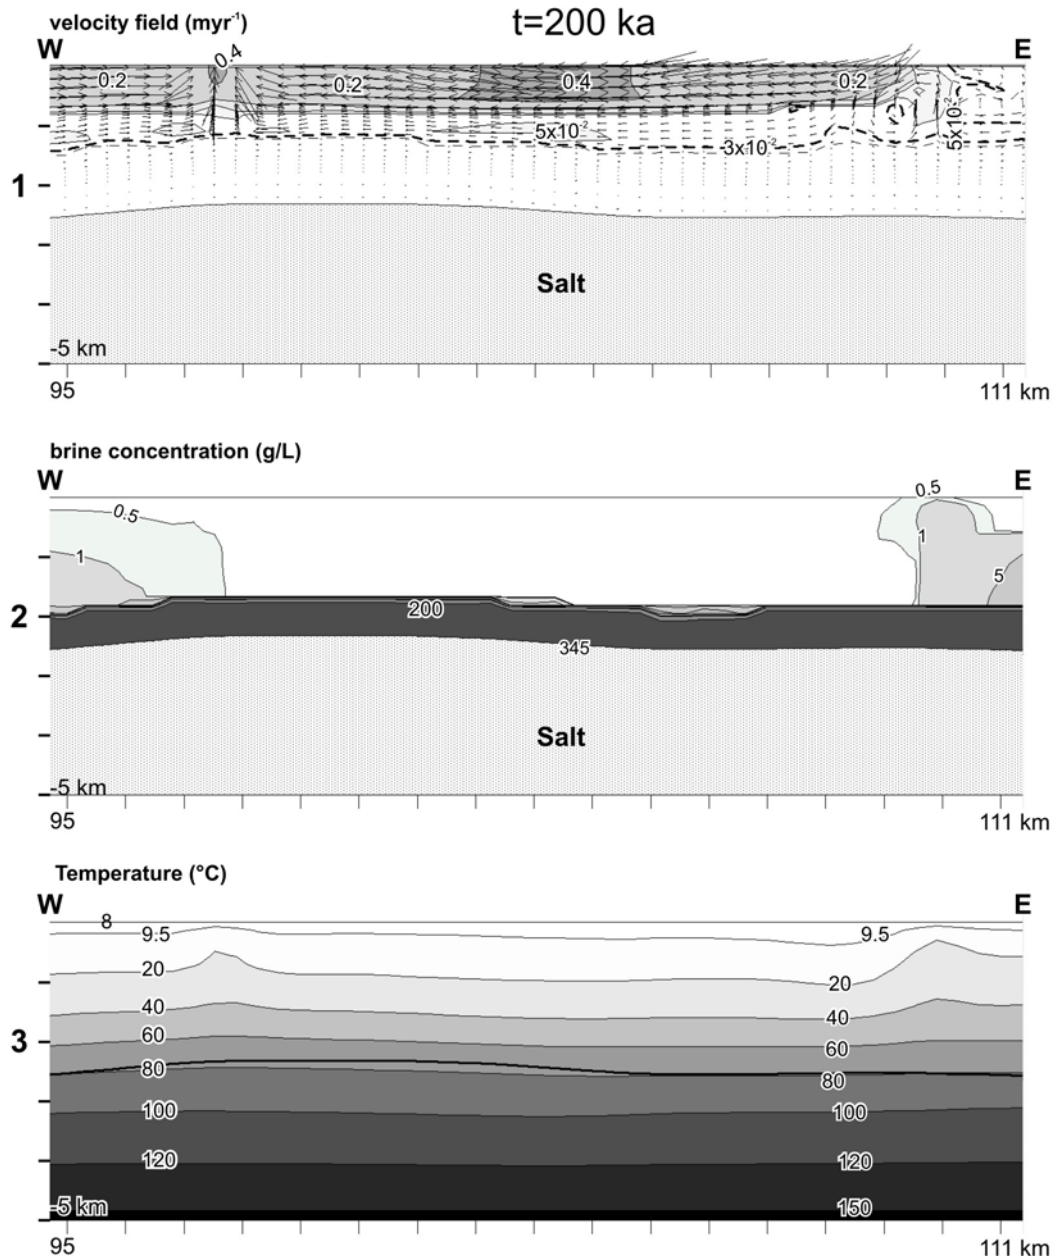 velocity field (myr⁻¹)
t=200 ka
W
E
0.4
0.2
0.2
0.4
0.2
5x10⁻²
3x10⁻²
5x10⁻²
1
Salt
-5 km
95
111 km
brine concentration (g/L)
W
E
0.5
0.5
1
1
5
200
2
345
Salt
-5 km
95
111 km
Temperature (°C)
W
E
8
9.5
9.5
20
20
40
40
60
60
3
80
80
100
100
120
120
-5 km
150
95
111 km